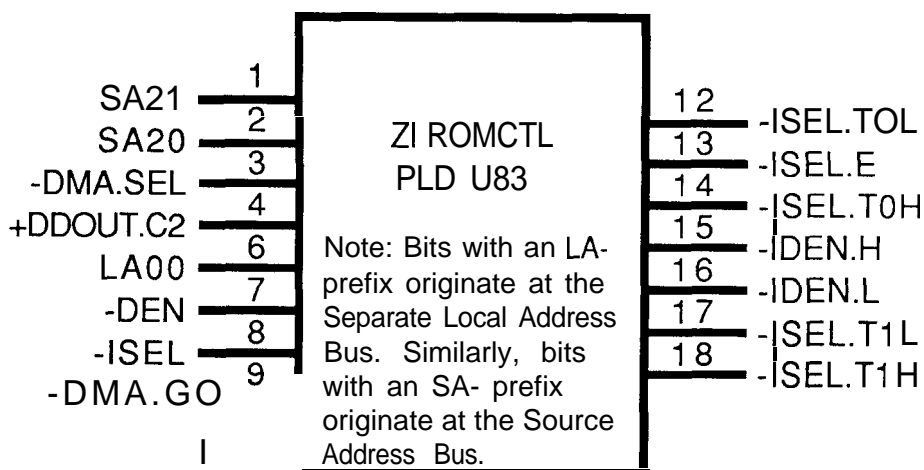 1
SA21
2
SA20
3
-DMA.SEL
4
+DDOUT.C2
6
LA00
7
-DEN
8
-ISEL
9
-DMA.GO
I
ZI ROMCTL
PLD U83
Note: Bits with an LA-
prefix originate at the
Separate Local Address
Bus. Similarly, bits
with an SA- prefix
originate at the Source
Address Bus.
12
-ISEL.TOL
13
-ISEL.E
14
-ISEL.T0H
15
-IDEN.H
16
-IDEN.L
17
-ISEL.T1L
18
-ISEL.T1H